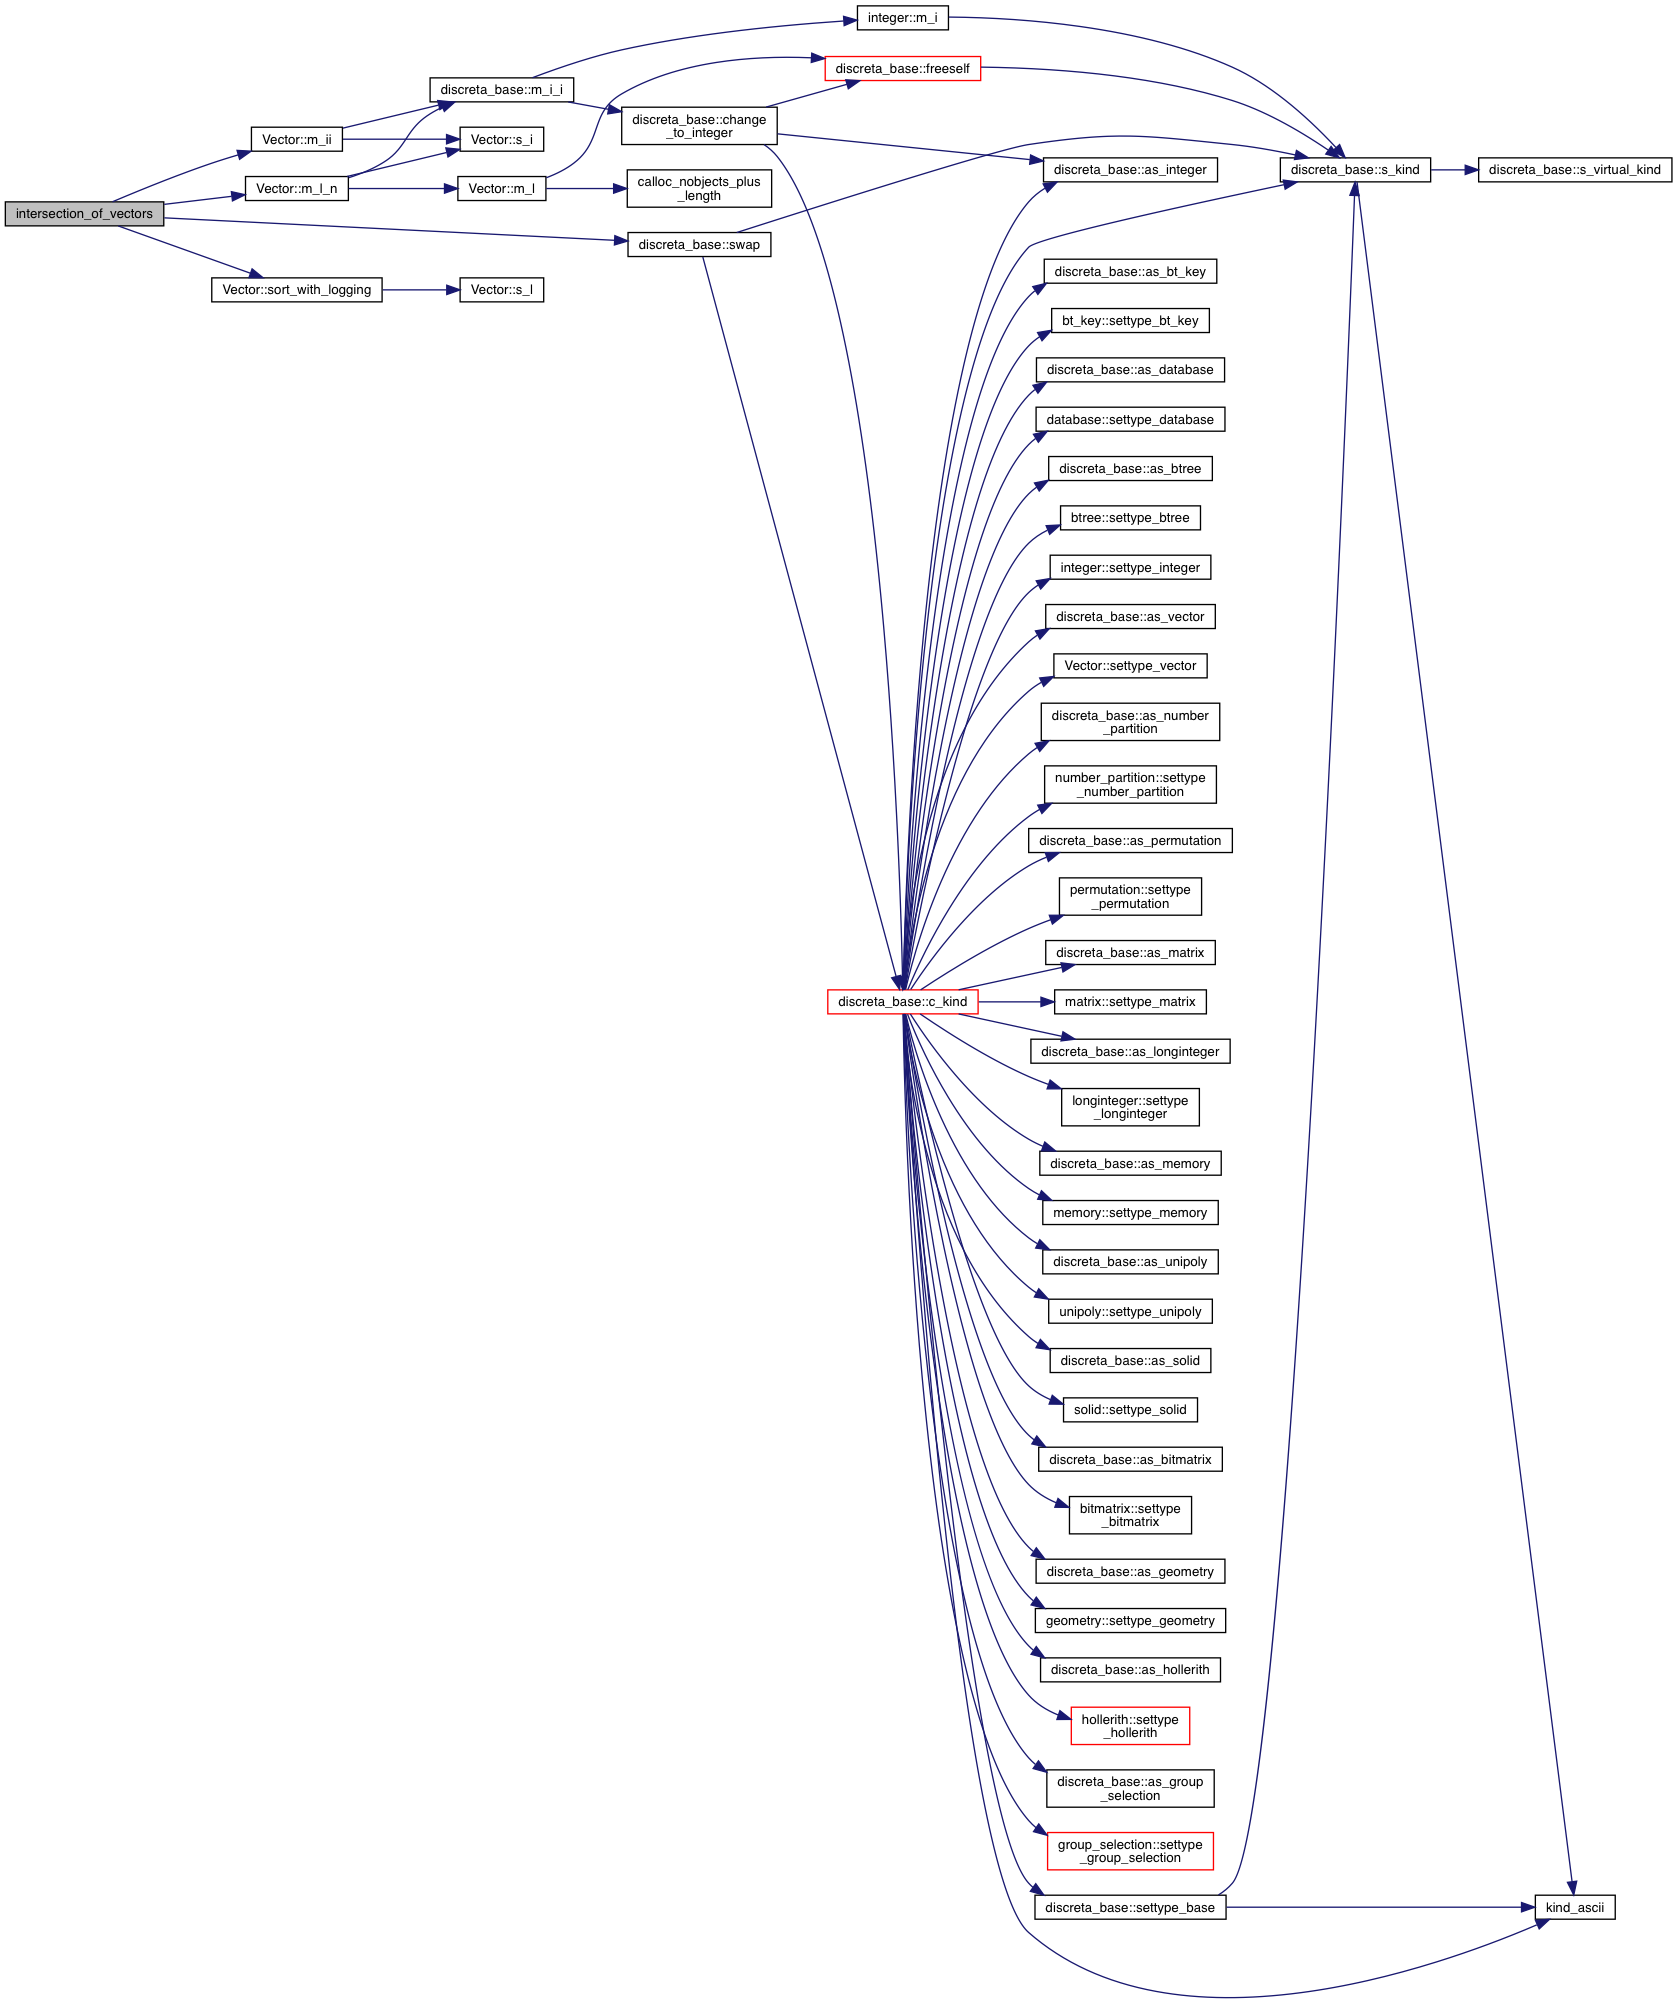 integer::m_i
discreta_base::freeself
discreta_base::m_i_i
discreta_base::change
_to_integer
Vector::m_ii
Vector::s_i
discreta_base::as_integer
discreta_base::s_kind
discreta_base::s_virtual_kind
Vector::m_l_n
Vector::m_l
calloc_nobjects_plus
_length
intersection_of_vectors
discreta_base::swap
Vector::sort_with_logging
Vector::s_l
discreta_base::as_bt_key
bt_key::settype_bt_key
discreta_base::as_database
database::settype_database
discreta_base::as_btree
btree::settype_btree
integer::settype_integer
discreta_base::as_vector
Vector::settype_vector
discreta_base::as_number
_partition
number_partition::settype
_number_partition
discreta_base::as_permutation
permutation::settype
_permutation
discreta_base::as_matrix
discreta_base::c_kind
matrix::settype_matrix
discreta_base::as_longinteger
longinteger::settype
_longinteger
discreta_base::as_memory
memory::settype_memory
discreta_base::as_unipoly
unipoly::settype_unipoly
discreta_base::as_solid
solid::settype_solid
discreta_base::as_bitmatrix
bitmatrix::settype
_bitmatrix
discreta_base::as_geometry
geometry::settype_geometry
discreta_base::as_hollerith
hollerith::settype
_hollerith
discreta_base::as_group
_selection
group_selection::settype
_group_selection
discreta_base::settype_base
kind_ascii